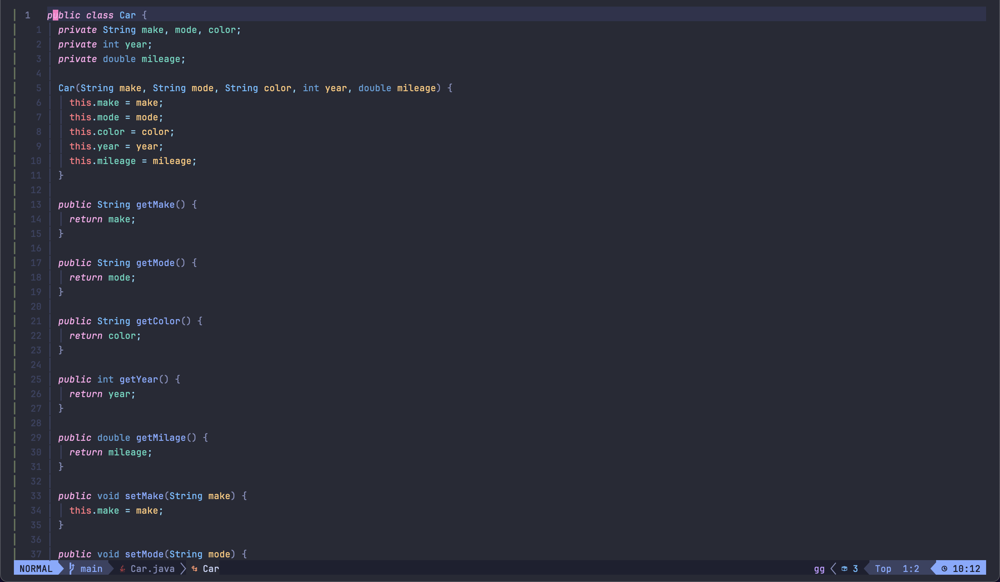 1 public class Car {
1 private String make, mode, color;
2 private int year;
3 private double mileage;
4
5 Car(String make, String mode, String color, int year, double mileage) {
6 this.make = make;
7 this.mode = mode;
8 this.color = color;
9 this.year = year;
10 this.mileage = mileage;
11 }
12
13 public String getMake() {
14 return make;
15 }
16
17 public String getMode() {
18 return mode;
19 }
20
21 public String getColor() {
22 return color;
23 }
24
25 public int getYear() {
26 return year;
27 }
28
29 public double getMilage() {
30 return mileage;
31 }
32
33 public void setMake(String make) {
34 this.make = make;
35 }
36
37 public void setMode(String mode) {
NORMAL main Car.java Car gg 3 Top 1:2 10:12